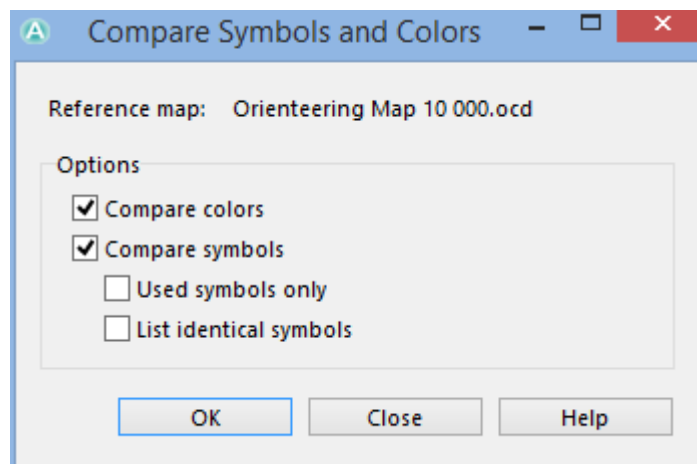 Compare Symbols and Colors
Reference map: Orienteering Map 10 000.ocd
Options
Compare colors
Compare symbols
Used symbols only
List identical symbols
OK Close Help